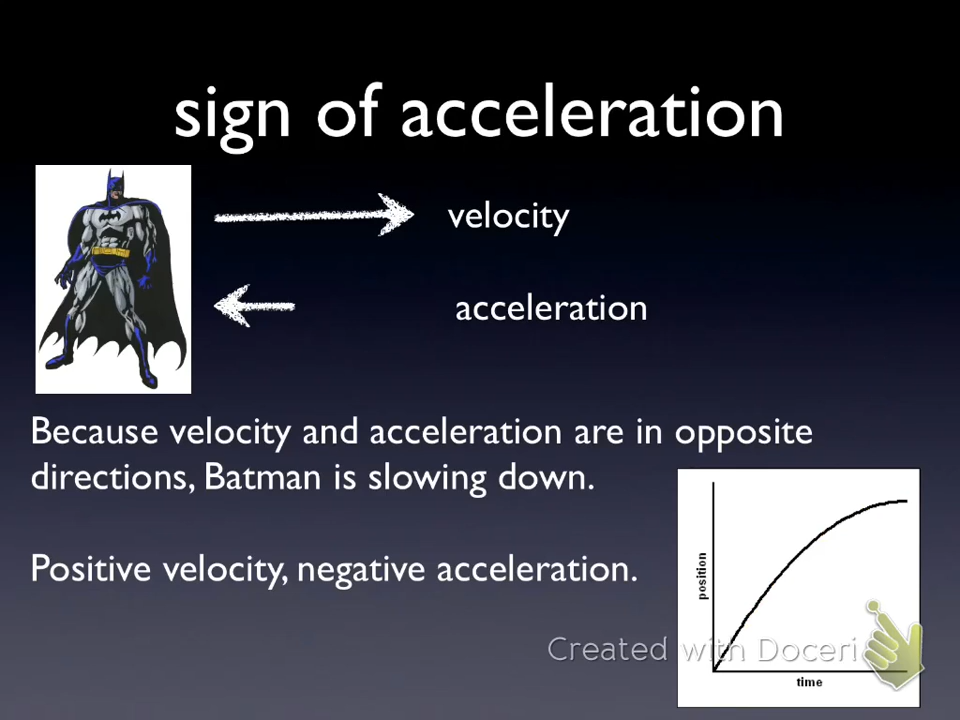 sign of acceleration
velocity
acceleration
Because velocity and acceleration are in opposite
directions, Batman is slowing down.
Positive velocity, negative acceleration.
position
time
Created with Doceri